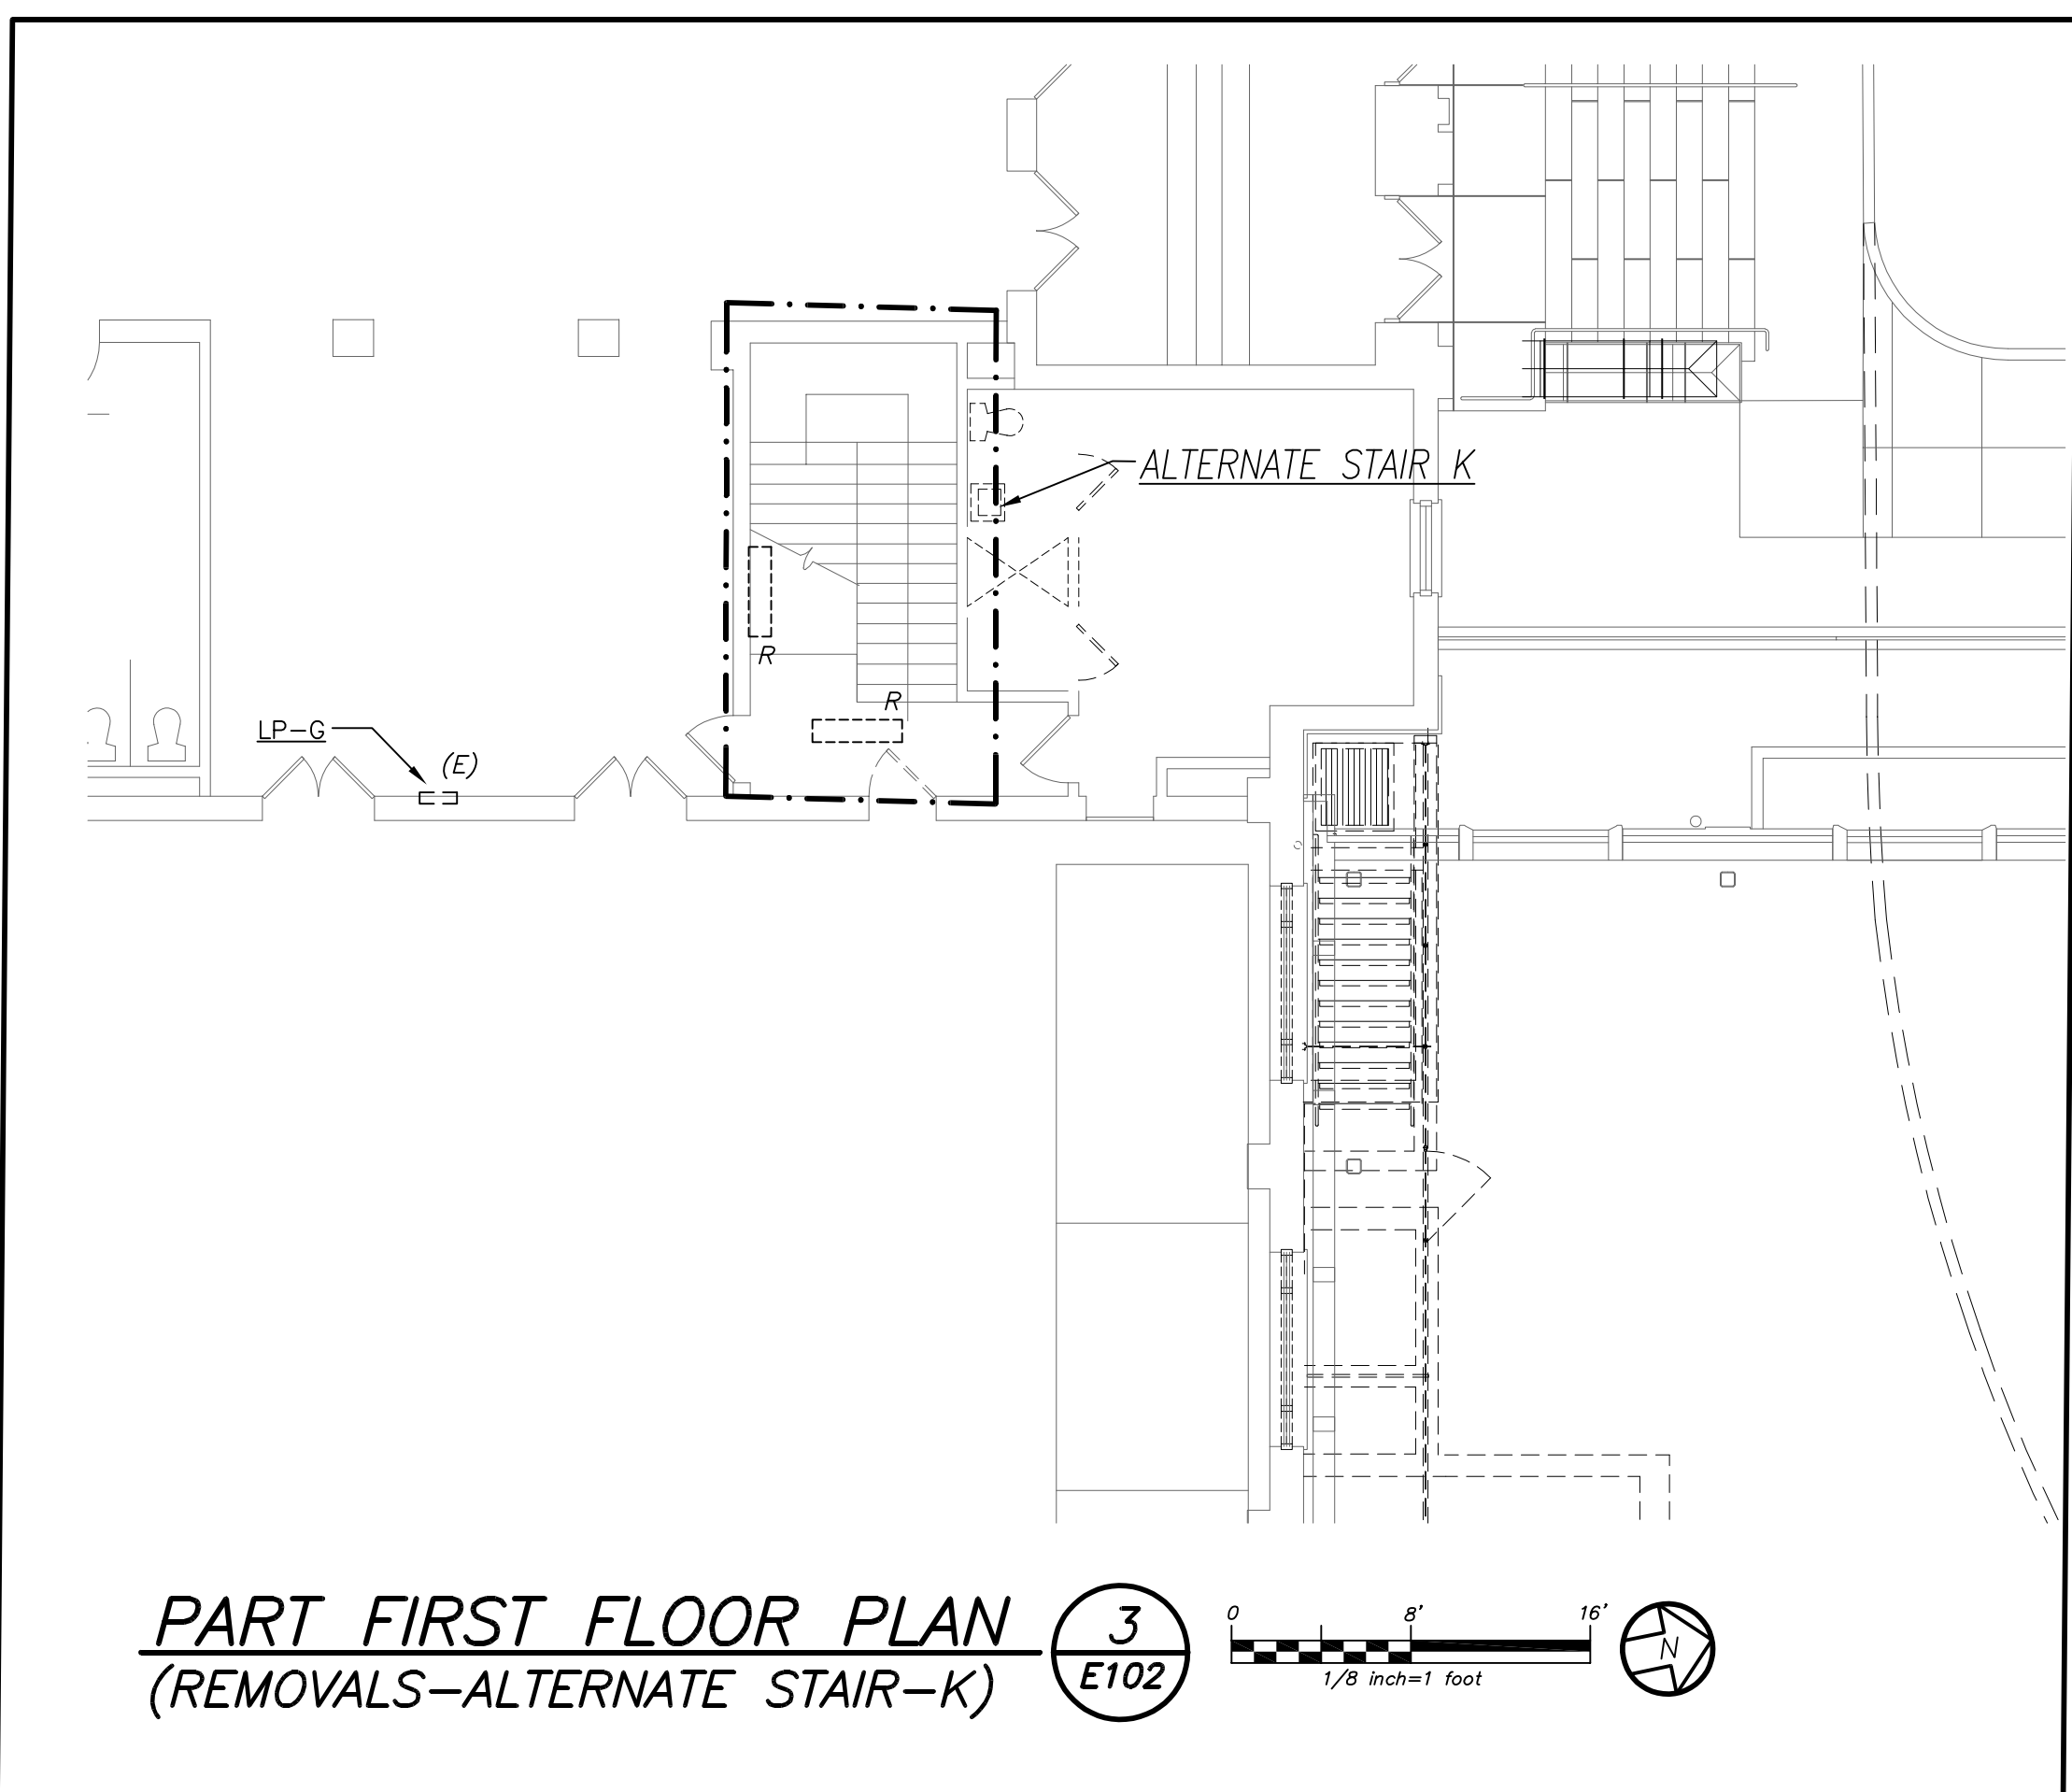 ALTERNATE STAIR K
R
R
LP-G
(E)
PART FIRST FLOOR PLAN
(REMOVALS-ALTERNATE STAIR-K)
3
E102
0 8' 16'
1/8 inch=1 foot
N